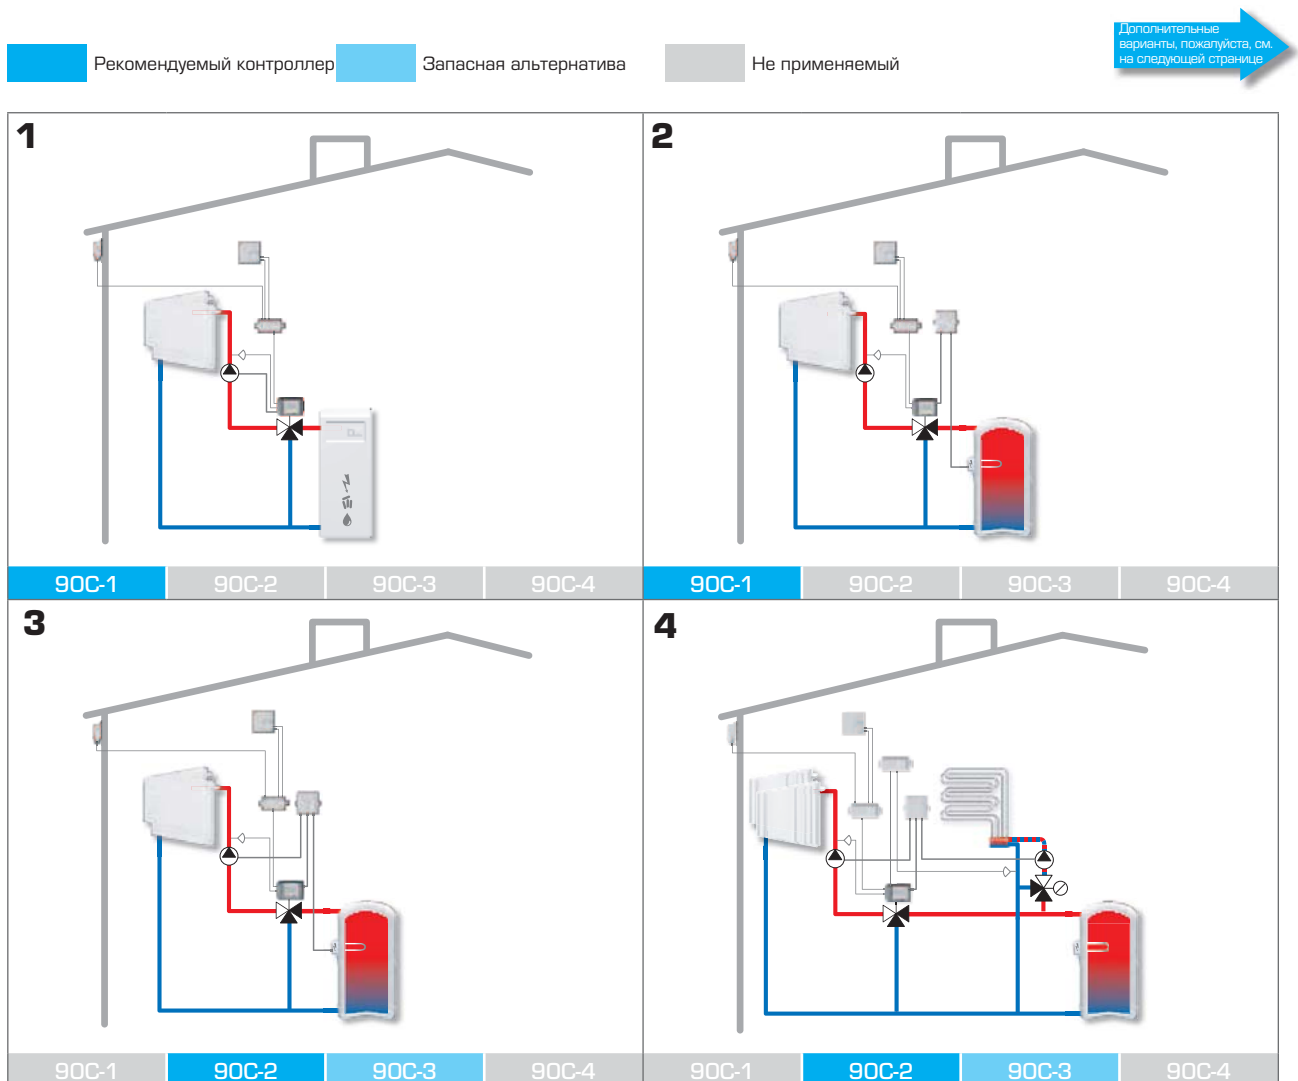 Дополнительные
варианты, пожалуйста, см.
на следующей странице
Рекомендуемый контроллер
Запасная альтернатива
Не применяемый
1
2
90C-1 90C-2 90C-3 90C-4
90C-1 90C-2 90C-3 90C-4
3
4
90C-1 90C-2 90C-3 90C-4
90C-1 90C-2 90C-3 90C-4